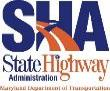 SHA
State Highway
Administration
Maryland Department of Transportation